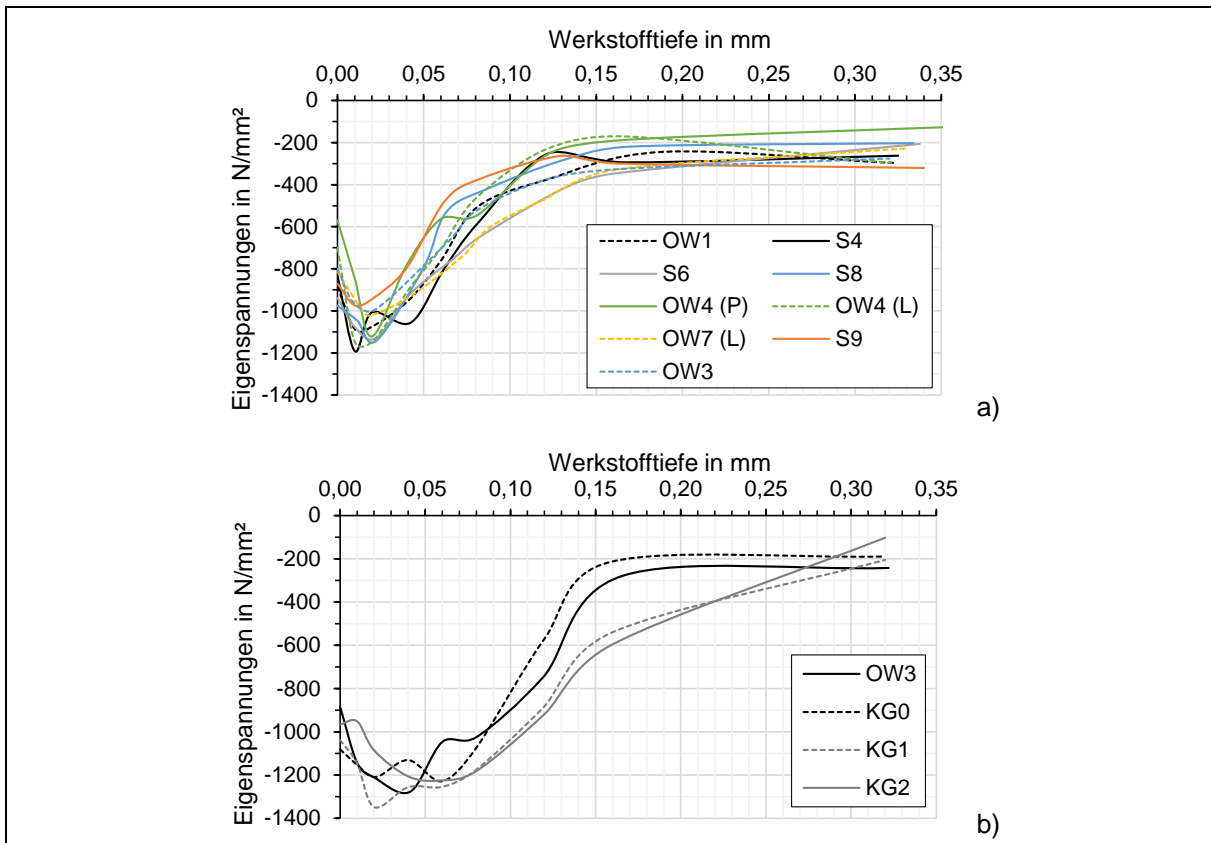 Werkstofftiefe in mm
0,00 0,05 0,10 0,15 0,20 0,25 0,30 0,35
Eigenspannungen in N/mm²
0
-200
-400
-600
-800
-1000
-1200
-1400
OW1 S4
S6 S8
OW4 (P) OW4 (L)
OW7 (L) S9
OW3
a)
Werkstofftiefe in mm
0,00 0,05 0,10 0,15 0,20 0,25 0,30 0,35
Eigenspannungen in N/mm²
0
-200
-400
-600
-800
-1000
-1200
-1400
OW3
KG0
KG1
KG2
b)